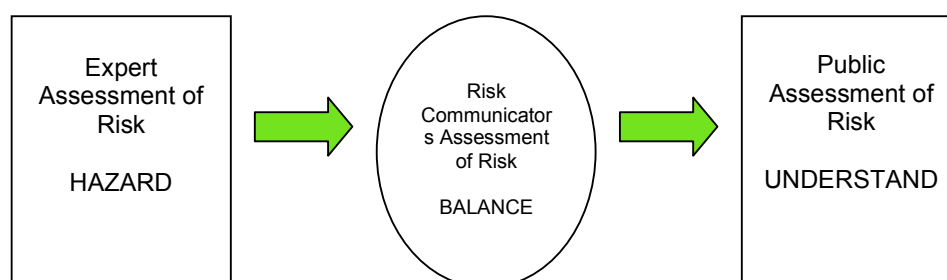 Expert
Assessment of
Risk
HAZARD
Risk
Communicator
s Assessment
of Risk
BALANCE
Public
Assessment of
Risk
UNDERSTAND